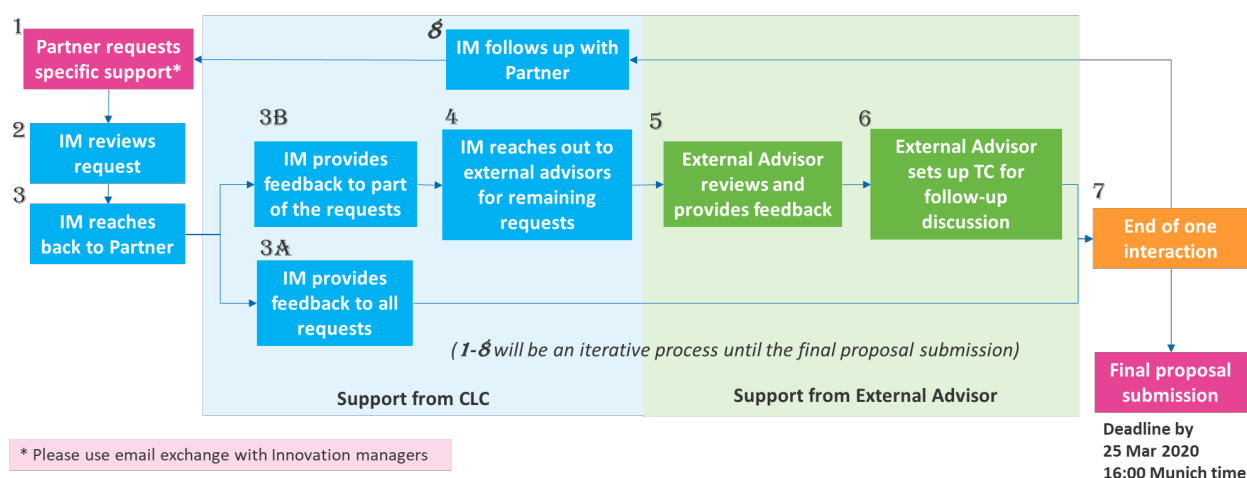 1
Partner requests
specific support*
2
IM reviews
request
3
IM reaches
back to Partner
8
IM follows up with
Partner
3B
IM provides
feedback to part
of the requests
4
IM reaches out to
external advisors
for remaining
requests
3A
IM provides
feedback to all
requests
5
External Advisor
reviews and
provides feedback
6
External Advisor
sets up TC for
follow-up
discussion
7
End of one
interaction
(1-8 will be an iterative process until the final proposal submission)
Support from CLC
Support from External Advisor
Final proposal
submission
Deadline by
25 Mar 2020
16:00 Munich time
* Please use email exchange with Innovation managers